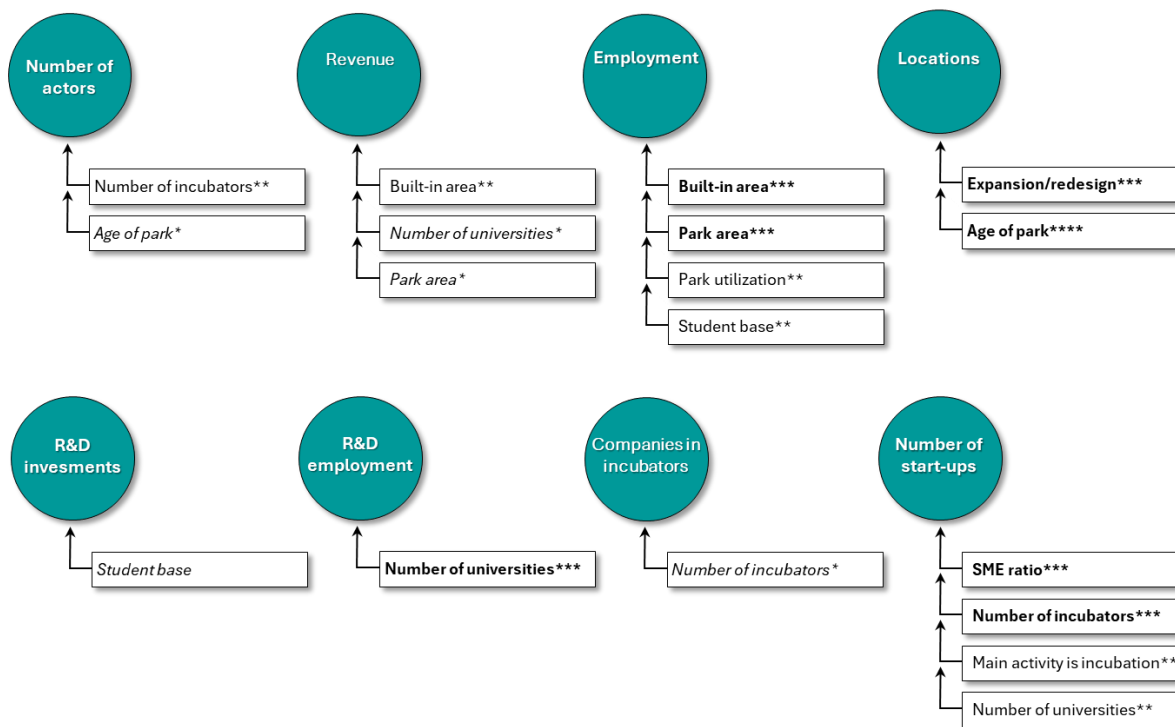 Number of
actors
Number of incubators**
Age of park*
Revenue
Built-in area**
Number of universities*
Park area*
Employment
Built-in area***
Park area***
Park utilization**
Student base**
Locations
Expansion/redesign***
Age of park****
R&D
invesments
Student base
R&D
employment
Number of universities***
Companies in
incubators
Number of incubators*
Number of
start-ups
SME ratio***
Number of incubators***
Main activity is incubation**
Number of universities**